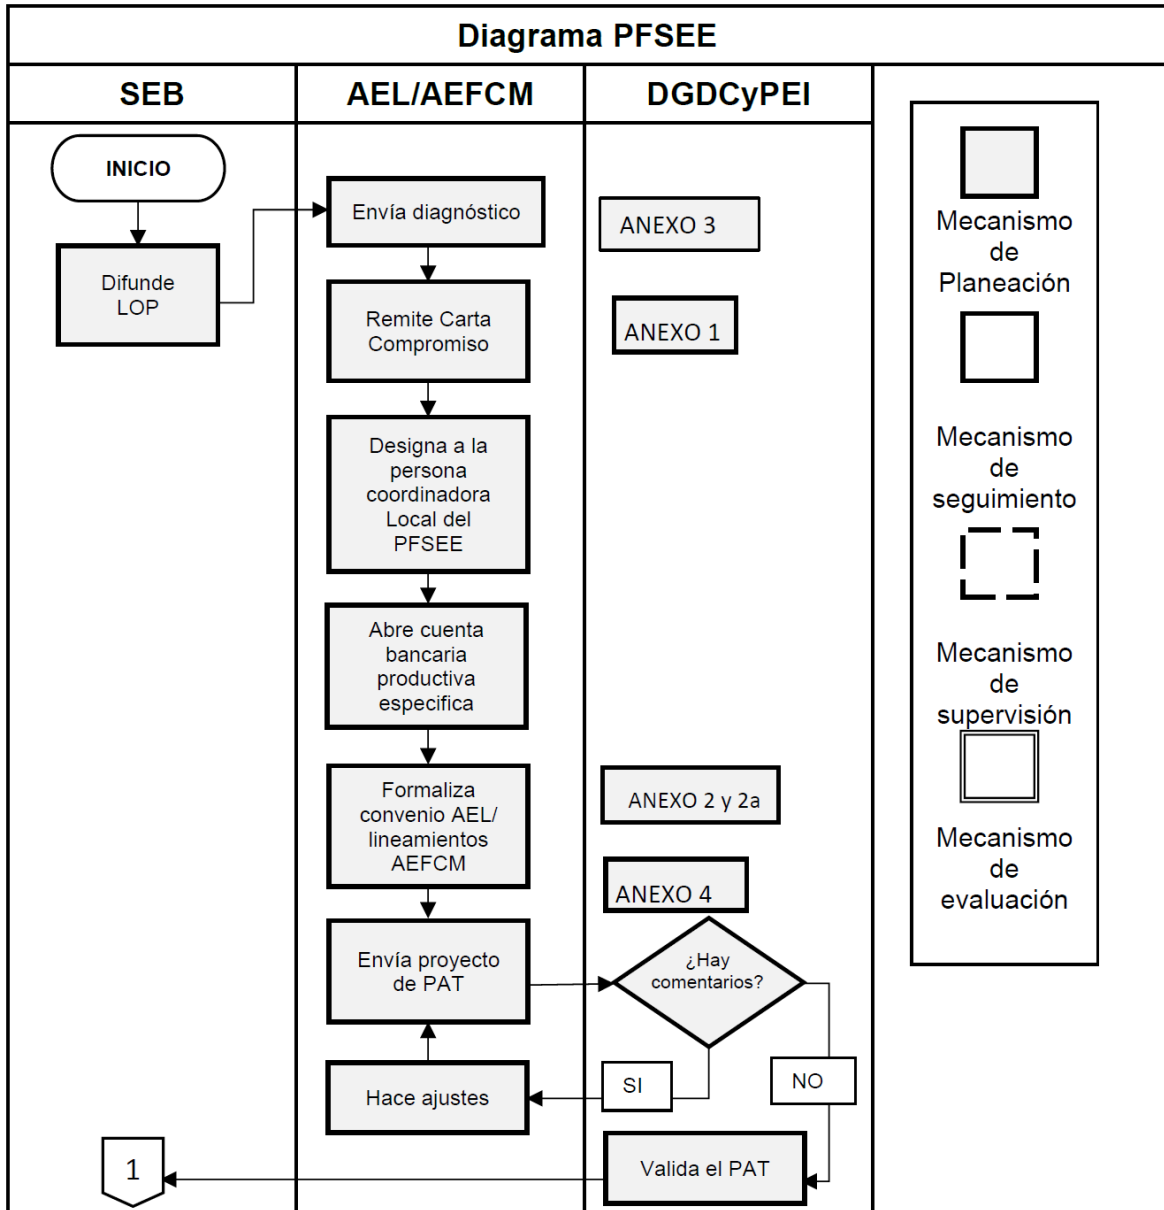 Diagrama PFSEE
SEB
AEL/AEFCM
DGDCyPEI
INICIO
Difunde
LOP
Envía diagnóstico
ANEXO 3
Remite Carta
Compromiso
ANEXO 1
Designa a la
persona
coordinadora
Local del
PFSEE
Abre cuenta
bancaria
productiva
especifica
Formaliza
convenio AEL/
lineamientos
AEFCM
ANEXO 2 y 2a
ANEXO 4
Envía proyecto
de PAT
¿Hay
comentarios?
SI
NO
Hace ajustes
Valida el PAT
1
Mecanismo
de
Planeación
Mecanismo
de
seguimiento
Mecanismo
de
supervisión
Mecanismo
de
evaluación